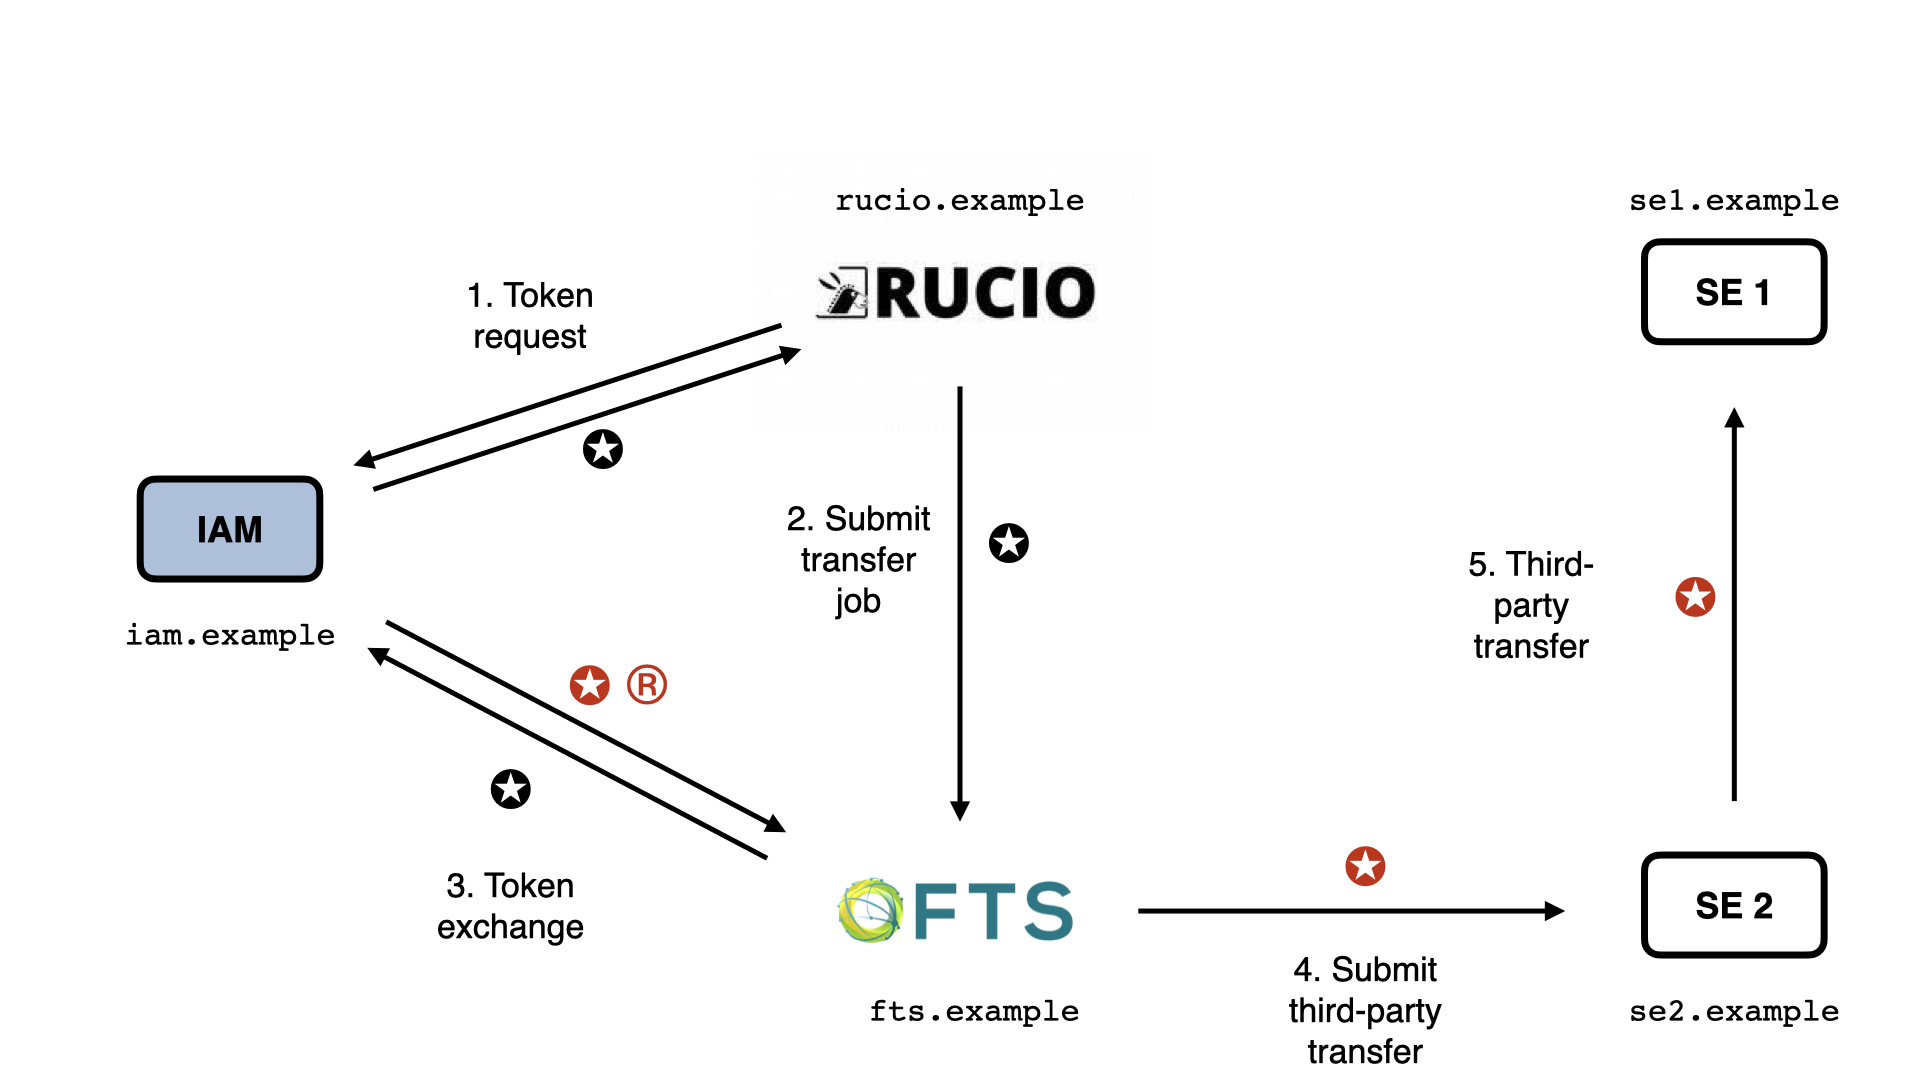 rucio.example
se1.example
RUCIO
SE 1
1. Token
request
IAM
iam.example
2. Submit
transfer
job
5. Third-
party
transfer
®
3. Token
exchange
FTS
SE 2
fts.example
4. Submit
third-party
transfer
se2.example